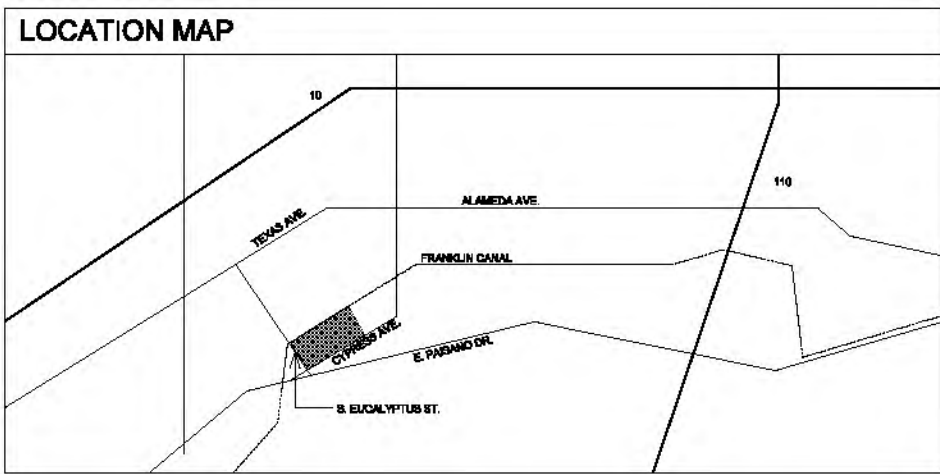 LOCATION MAP
10
110
ALAMEDA AVE.
TEXAS AVE.
FRANKLIN CANAL
CYPRESS AVE.
E. PAISANO DR.
S. EUCALYPTUS ST.